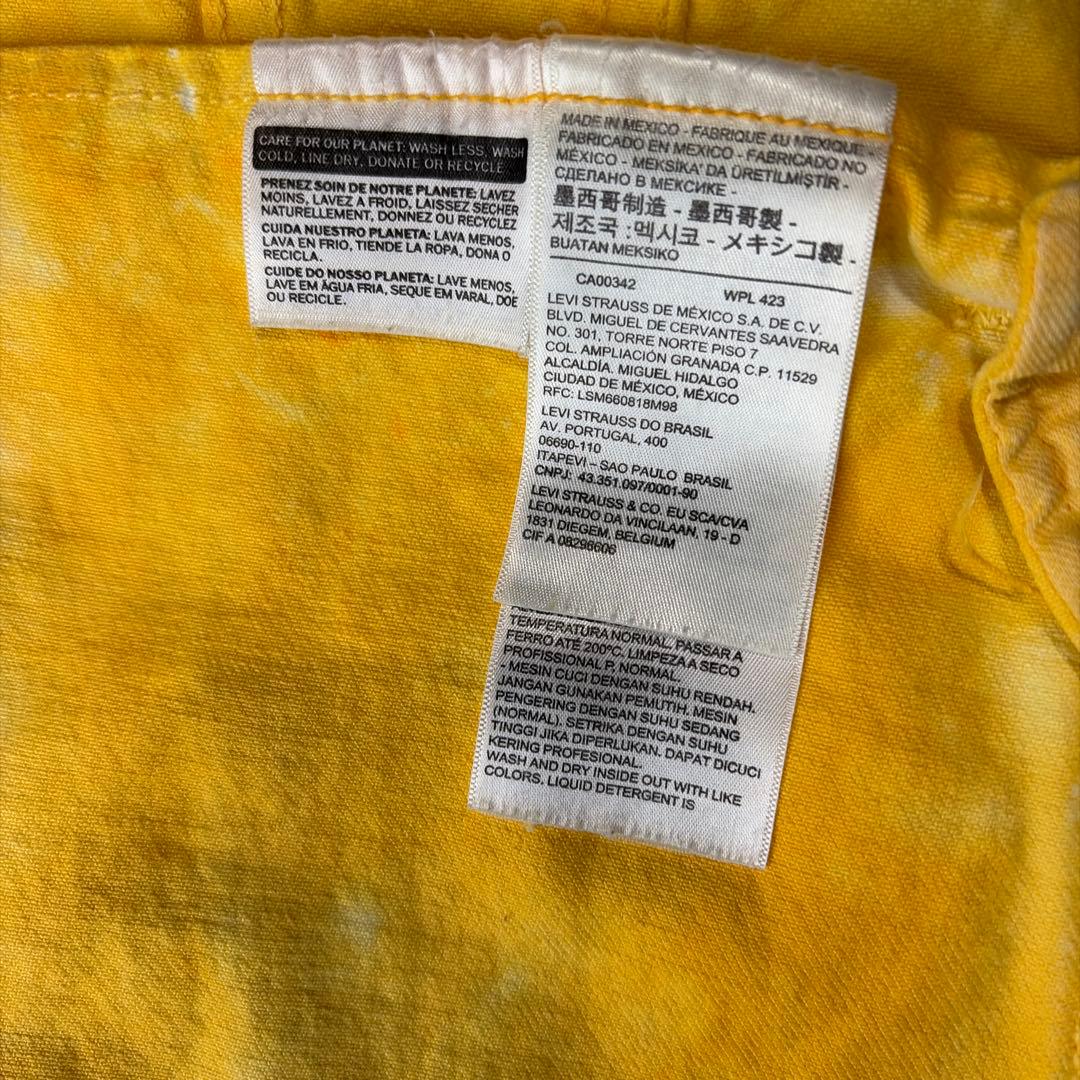 CARE FOR OUR PLANET: WASH LESS, WASH
COLD, LINE DRY, DONATE OR RECYCLE
PRENEZ SOIN DE NOTRE PLANETE: LAVEZ
MOINS, LAVEZ A FROID, LAISSEZ SÉCHER
NATURELLEMENT, DONNEZ OU RECYCLEZ
CUIDA NUESTRO PLANETA: LAVA MENOS,
LAVA EN FRIO, TIENDE LA ROPA, DONA O
RECICLA.
CUIDE DO NOSSO PLANETA: LAVE MENOS,
LAVE EM ÁGUA FRIA, SEQUE EM VARAL, DOE
OU RECICLE.
MADE IN MEXICO - FABRIQUE AU MEXIQUE -
FABRICADO EN MEXICO - FABRICADO NO
MÉXICO - MEKSİKA' DA ÜRETILMIŞTIR -
СДЕЛАНО В МЕКСИКЕ -
墨西哥制造 - 墨西哥製 -
제조국 :멕시코 - メキシコ製 -
BUATAN MEKSIKO
CA00342 WPL 423
LEVI STRAUSS DE MÉXICO S.A. DE C.V.
BLVD. MIGUEL DE CERVANTES SAAVEDRA
NO. 301, TORRE NORTE PISO 7
COL. AMPLIACIÓN GRANADA C.P. 11529
ALCALDÍA. MIGUEL HIDALGO
CIUDAD DE MÉXICO, MÉXICO
RFC: LSM660818M98
LEVI STRAUSS DO BRASIL
AV. PORTUGAL, 400
06690-110
ITAPEVI – SAO PAULO BRASIL
CNPJ: 43.351.097/0001-90
LEVI STRAUSS & CO. EU SCA/CVA
LEONARDO DA VINCILAAN, 19 - D
1831 DIEGEM, BELGIUM
CIF A 08298606
TEMPERATURA NORMAL. PASSAR A
FERRO ATÉ 200ºC. LIMPEZA A SECO
PROFISSIONAL P. NORMAL.
- MESIN CUCI DENGAN SUHU RENDAH.
JANGAN GUNAKAN PEMUTIH. MESIN
PENGERING DENGAN SUHU SEDANG
(NORMAL). SETRIKA DENGAN SUHU
TINGGI JIKA DIPERLUKAN. DAPAT DICUCI
KERING PROFESIONAL.
WASH AND DRY INSIDE OUT WITH LIKE
COLORS. LIQUID DETERGENT IS